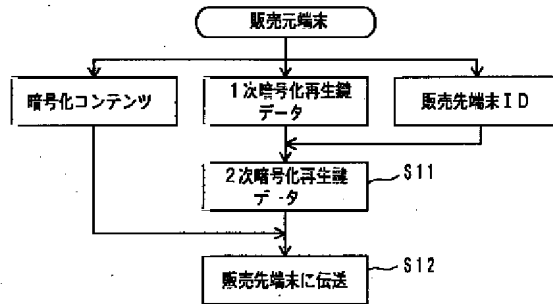 販売元端末
暗号化コンテンツ
1次暗号化再生鍵
データ
販売先端末ID
2次暗号化再生鍵
データ
S11
販売先端末に伝送
S12